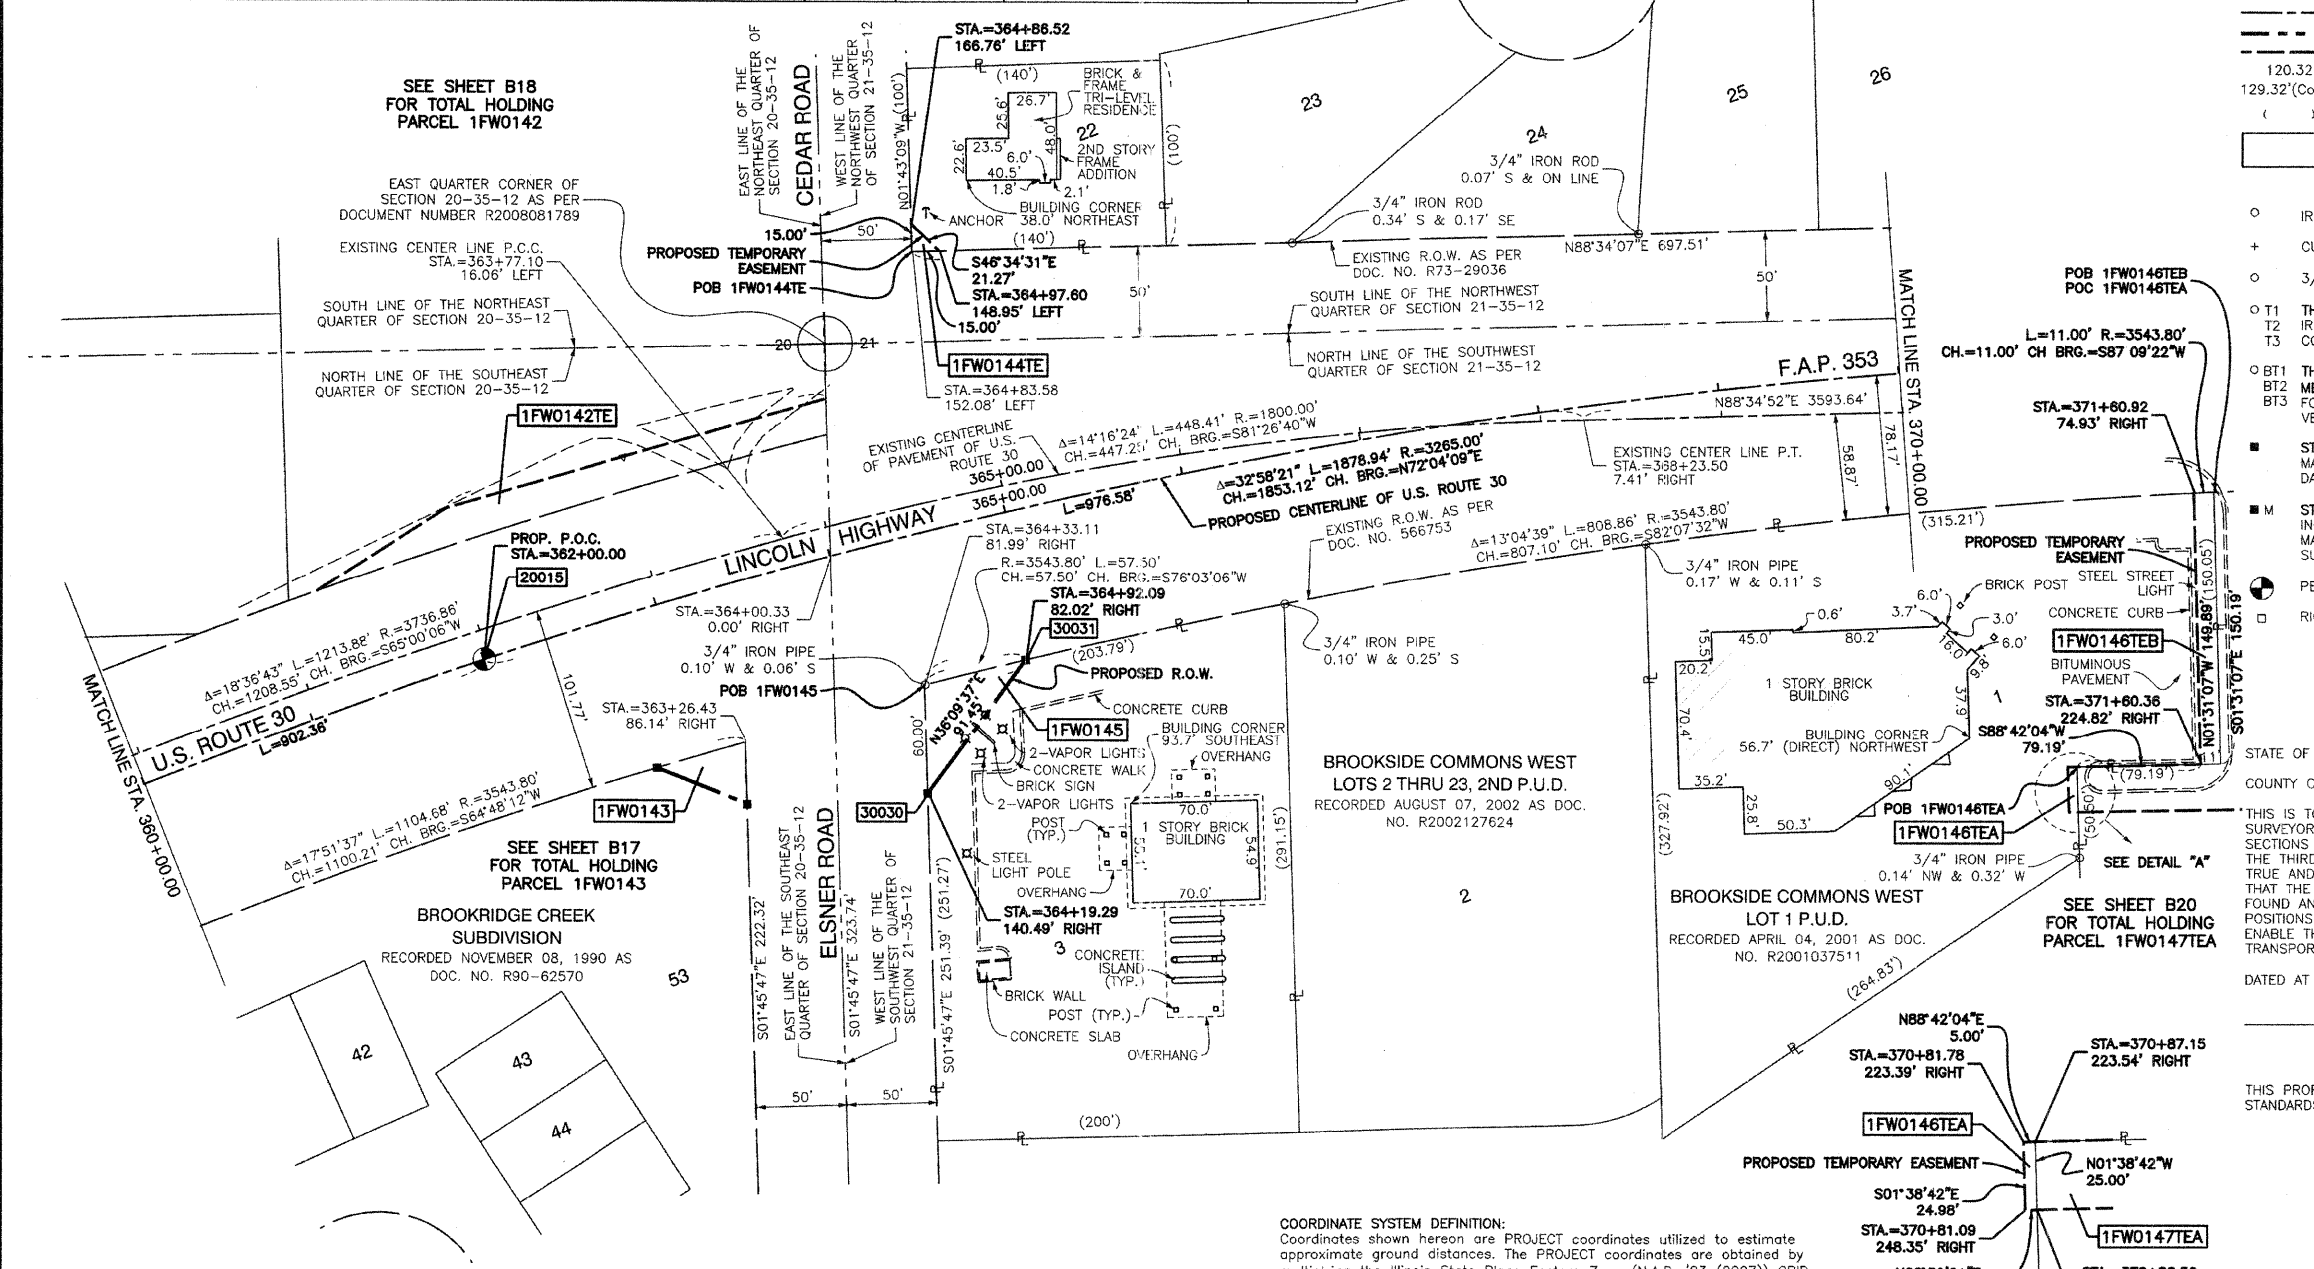 SEE SHEET B18
FOR TOTAL HOLDING
PARCEL 1FW0142
EAST QUARTER CORNER OF
SECTION 20-35-12 AS PER
DOCUMENT NUMBER R2008081789
EXISTING CENTER LINE P.C.C.
STA.=363+77.10
16.06' LEFT
SOUTH LINE OF THE NORTHEAST
QUARTER OF SECTION 20-35-12
NORTH LINE OF THE SOUTHEAST
QUARTER OF SECTION 20-35-12
1FW0142TE
EAST LINE OF THE
NORTHEAST QUARTER OF
SECTION 20-35-12
CEDAR ROAD
WEST LINE OF THE
NORTHWEST QUARTER
OF SECTION 21-35-12
N01°43'09"W (100')
STA.=364+86.52
166.76' LEFT
(140')
BRICK &
FRAME
TRI-LEVEL
RESIDENCE
26.7'
25.6'
48.0'
22
23.5'
22.6'
6.0'
40.5'
1.8'
2.1'
2ND STORY
FRAME
ADDITION
(100')
BUILDING CORNER
38.0' NORTHEAST
ANCHOR
(140')
15.00'
50'
PROPOSED TEMPORARY
EASEMENT
POB 1FW0144TE
S46°34'31"E
21.27'
STA.=364+97.60
148.95' LEFT
15.00'
50'
20
21
1FW0144TE
STA.=364+83.58
152.08' LEFT
23
24
25
26
3/4" IRON ROD
0.07' S & ON LINE
3/4" IRON ROD
0.34' S & 0.17' SE
N88°34'07"E 697.51'
EXISTING R.O.W. AS PER
DOC. NO. R73-29036
50'
SOUTH LINE OF THE NORTHWEST
QUARTER OF SECTION 21-35-12
NORTH LINE OF THE SOUTHWEST
QUARTER OF SECTION 21-35-12
F.A.P. 353
N88°34'52"E 3593.64'
MATCH LINE STA. 370+00.00
78.17'
58.87'
EXISTING CENTERLINE
OF PAVEMENT OF U.S.
ROUTE 30
365+00.00
365+00.00
Δ=14°16'24" L=448.41' R.=1800.00'
CH.=447.25' CH. BRG.=S81°26'40"W
L=976.58'
Δ=32°58'21" L=1878.94' R.=3265.00'
CH.=1853.12' CH. BRG.=N72°04'09"E
PROPOSED CENTERLINE OF U.S. ROUTE 30
EXISTING CENTER LINE P.T.
STA.=368+23.50
7.41' RIGHT
EXISTING R.O.W. AS PER
DOC. NO. 566753
Δ=13°04'39" L=808.86' R.=3543.80'
CH.=807.10' CH. BRG.=S82°07'32"W
LINCOLN HIGHWAY
PROP. P.O.C.
STA.=362+00.00
20015
STA.=364+00.33
0.00' RIGHT
STA.=364+33.11
81.99' RIGHT
R.=3543.80' L=57.50'
CH.=57.50' CH. BRG.=S76°03'06"W
STA.=364+92.09
82.02' RIGHT
30031
(203.79')
PROPOSED R.O.W.
3/4" IRON PIPE
0.10' W & 0.06' S
POB 1FW0145
3/4" IRON PIPE
0.10' W & 0.25' S
3/4" IRON PIPE
0.17' W & 0.11' S
Δ=18°36'43" L=1213.88' R.=3736.86'
CH.=1208.55' CH. BRG.=S65°00'06"W
U.S. ROUTE 30
L=902.36'
101.77'
MATCH LINE STA. 360+00.00
Δ=17°51'37" L=1104.68' R.=3543.80'
CH.=1100.21' CH. BRG.=S64°48'12"W
STA.=363+26.43
86.14' RIGHT
1FW0143
SEE SHEET B17
FOR TOTAL HOLDING
PARCEL 1FW0143
BROOKRIDGE CREEK
SUBDIVISION
RECORDED NOVEMBER 08, 1990 AS
DOC. NO. R90-62570
53
42
43
44
S01°45'47"E 222.32'
EAST LINE OF THE SOUTHEAST
QUARTER OF SECTION 20-35-12
ELSNER ROAD
S01°45'47"E 323.74'
WEST LINE OF THE
SOUTHWEST QUARTER OF
SECTION 21-35-12
S01°45'47"E 251.39' (251.27')
50'
50'
60.00'
N36°09'37"E
91.45'
30030
1FW0145
CONCRETE CURB
BUILDING CORNER
93.7' SOUTHEAST
OVERHANG
2-VAPOR LIGHTS
CONCRETE WALK
BRICK SIGN
2-VAPOR LIGHTS
POST
(TYP.)
70.0'
1 STORY BRICK
BUILDING
55.1'
54.9'
70.0'
STEEL
LIGHT POLE
OVERHANG
STA.=364+19.29
140.49' RIGHT
3
CONCRETE
ISLAND
(TYP.)
BRICK WALL
POST (TYP.)
CONCRETE SLAB
OVERHANG
(200')
(291.15')
BROOKSIDE COMMONS WEST
LOTS 2 THRU 23, 2ND P.U.D.
RECORDED AUGUST 07, 2002 AS DOC.
NO. R2002127624
2
(327.92')
15.5'
45.0'
0.6'
80.2'
3.7'
6.0'
BRICK POST
3.0'
6.0'
16.0'
9.8'
20.2'
1 STORY BRICK
BUILDING
37.9'
1
70.4'
BUILDING CORNER
56.7' (DIRECT) NORTHWEST
35.2'
90.1'
25.8'
50.3'
BROOKSIDE COMMONS WEST
LOT 1 P.U.D.
RECORDED APRIL 04, 2001 AS DOC.
NO. R2001037511
(264.83')
POB 1FW0146TEB
POC 1FW0146TEA
L=11.00' R.=3543.80'
CH.=11.00' CH BRG.=S87 09'22"W
STA.=371+60.92
74.93' RIGHT
(315.21')
PROPOSED TEMPORARY
EASEMENT
STEEL STREET
LIGHT
CONCRETE CURB
1FW0146TEB
BITUMINOUS
PAVEMENT
N01°31'07"W 149.89'
(150.05')
S01°31'07"E 150.19'
STA.=371+60.36
224.82' RIGHT
S88°42'04"W
79.19'
(79.19')
11'
POB 1FW0146TEA
1FW0146TEA
(50.50')
3/4" IRON PIPE
0.14' NW & 0.32' W
SEE DETAIL "A"
SEE SHEET B20
FOR TOTAL HOLDING
PARCEL 1FW0147TEA
N88°42'04"E
5.00'
STA.=370+81.78
223.39' RIGHT
STA.=370+87.15
223.54' RIGHT
1FW0146TEA
PROPOSED TEMPORARY EASEMENT
N01°38'42"W
25.00'
S01°38'42"E
24.98'
STA.=370+81.09
248.35' RIGHT
1FW0147TEA
COORDINATE SYSTEM DEFINITION:
Coordinates shown hereon are PROJECT coordinates utilized to estimate
approximate ground distances. The PROJECT coordinates are obtained by
120.32
129.32'(Co
T1
T2
T3
BT1
BT2
BT3
M
STATE OF
COUNTY O
THIS IS TO
SURVEYOR
SECTIONS
THE THIRD
TRUE AND
THAT THE
FOUND AN
POSITIONS
ENABLE TH
TRANSPOR
DATED AT
THIS PROF
STANDARDS